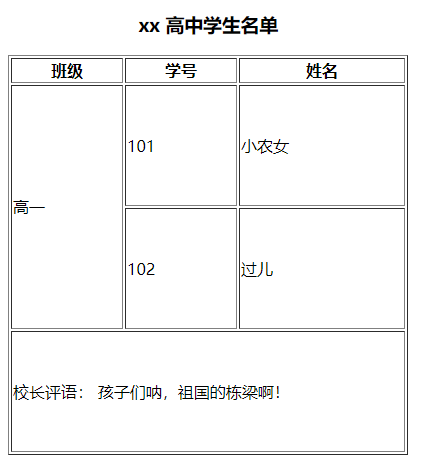 xx 高中学生名单
班级 学号 姓名
高一 101 小农女
102 过儿
校长评语： 孩子们呐，祖国的栋梁啊！